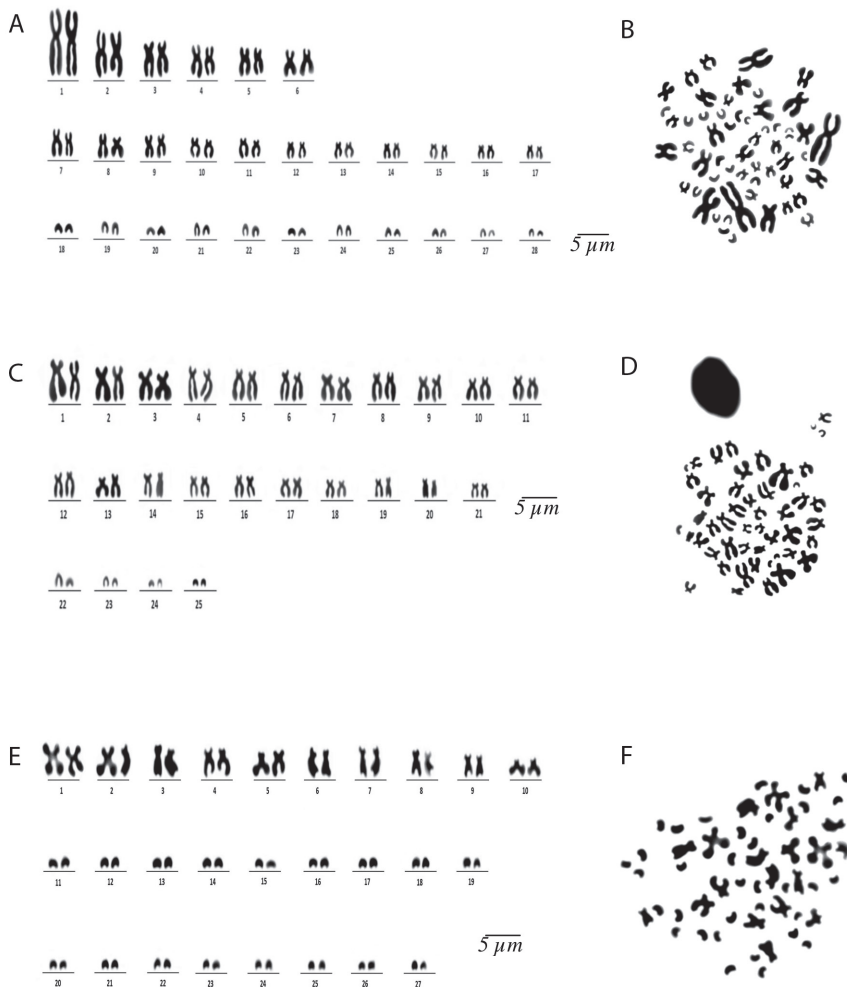 A
B
1 2 3 4 5 6
7 8 9 10 11 12 13 14 15 16 17
18 19 20 21 22 23 24 25 26 27 28
5 µm
C
D
1 2 3 4 5 6 7 8 9 10 11
12 13 14 15 16 17 18 19 20 21
5 µm
22 23 24 25
E
F
1 2 3 4 5 6 7 8 9 10
11 12 13 14 15 16 17 18 19
5 µm
20 21 22 23 24 25 26 27